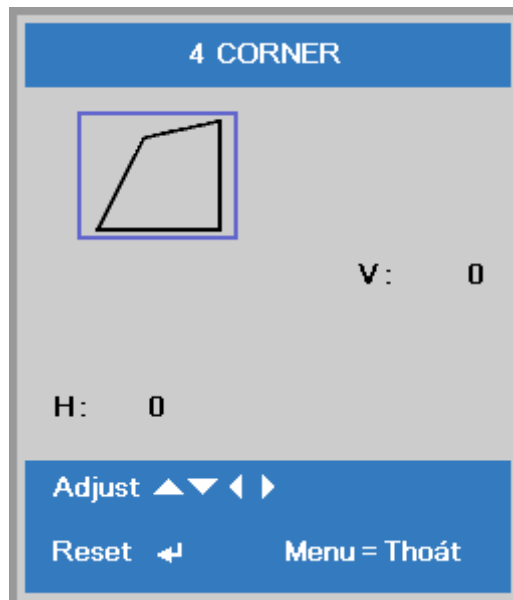 4 CORNER
V: 0
H: 0
Adjust ▲▼◀▶
Reset ↵ Menu = Thoát